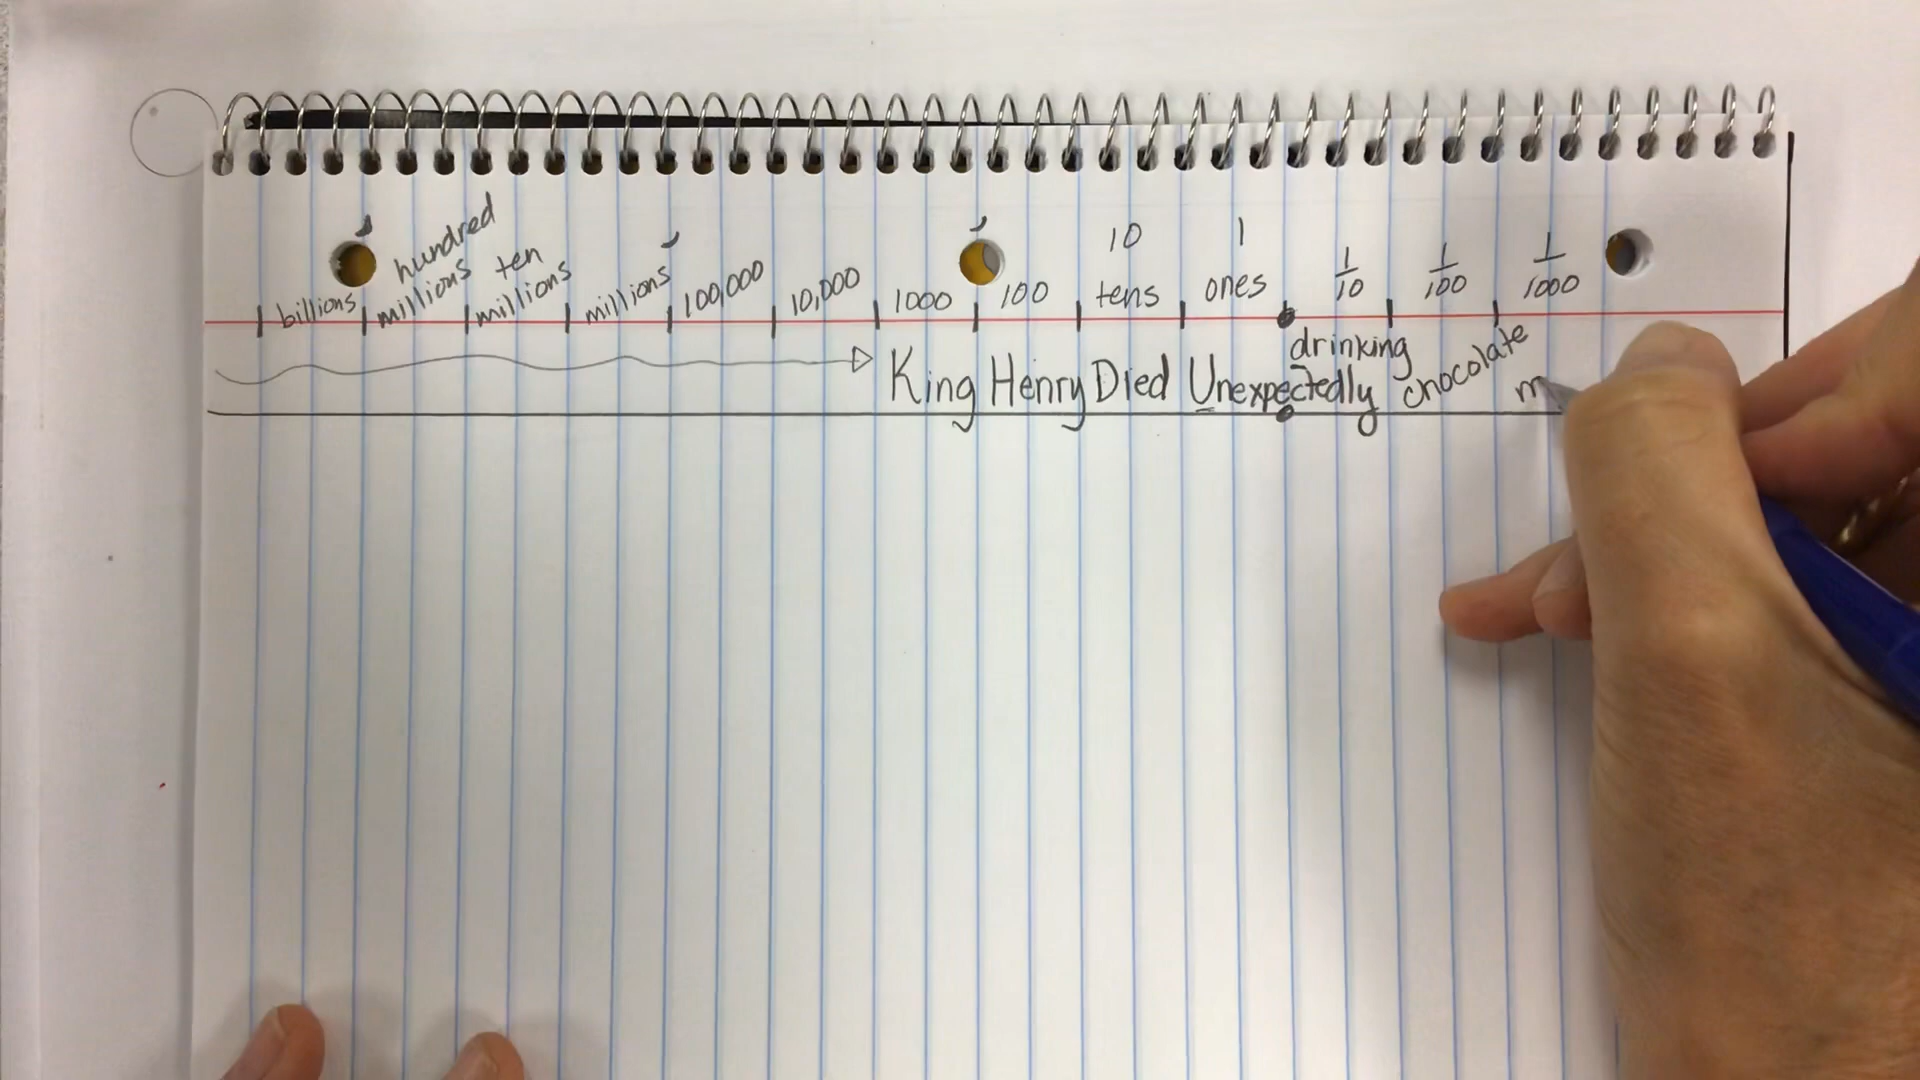 hundred
billions millions ten millions millions 100,000 10,000 1000 100 10 tens 1 ones 1/10 1/100 1/1000
King Henry Died Unexpectedly drinking chocolate m